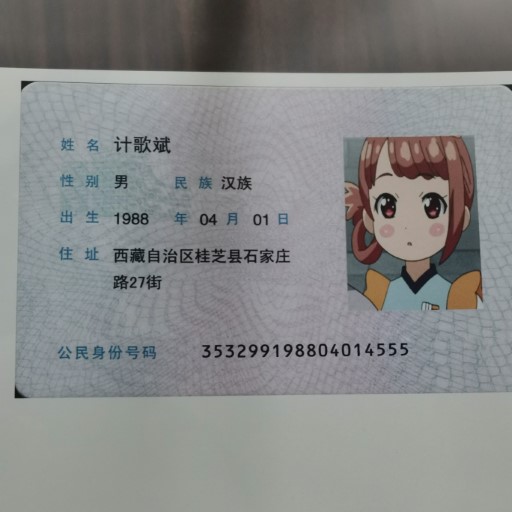 姓名 计歌斌
性别 男 民族 汉族
出生 1988 年 04 月 01 日
住址 西藏自治区桂芝县石家庄
路27街
公民身份号码 353299198804014555